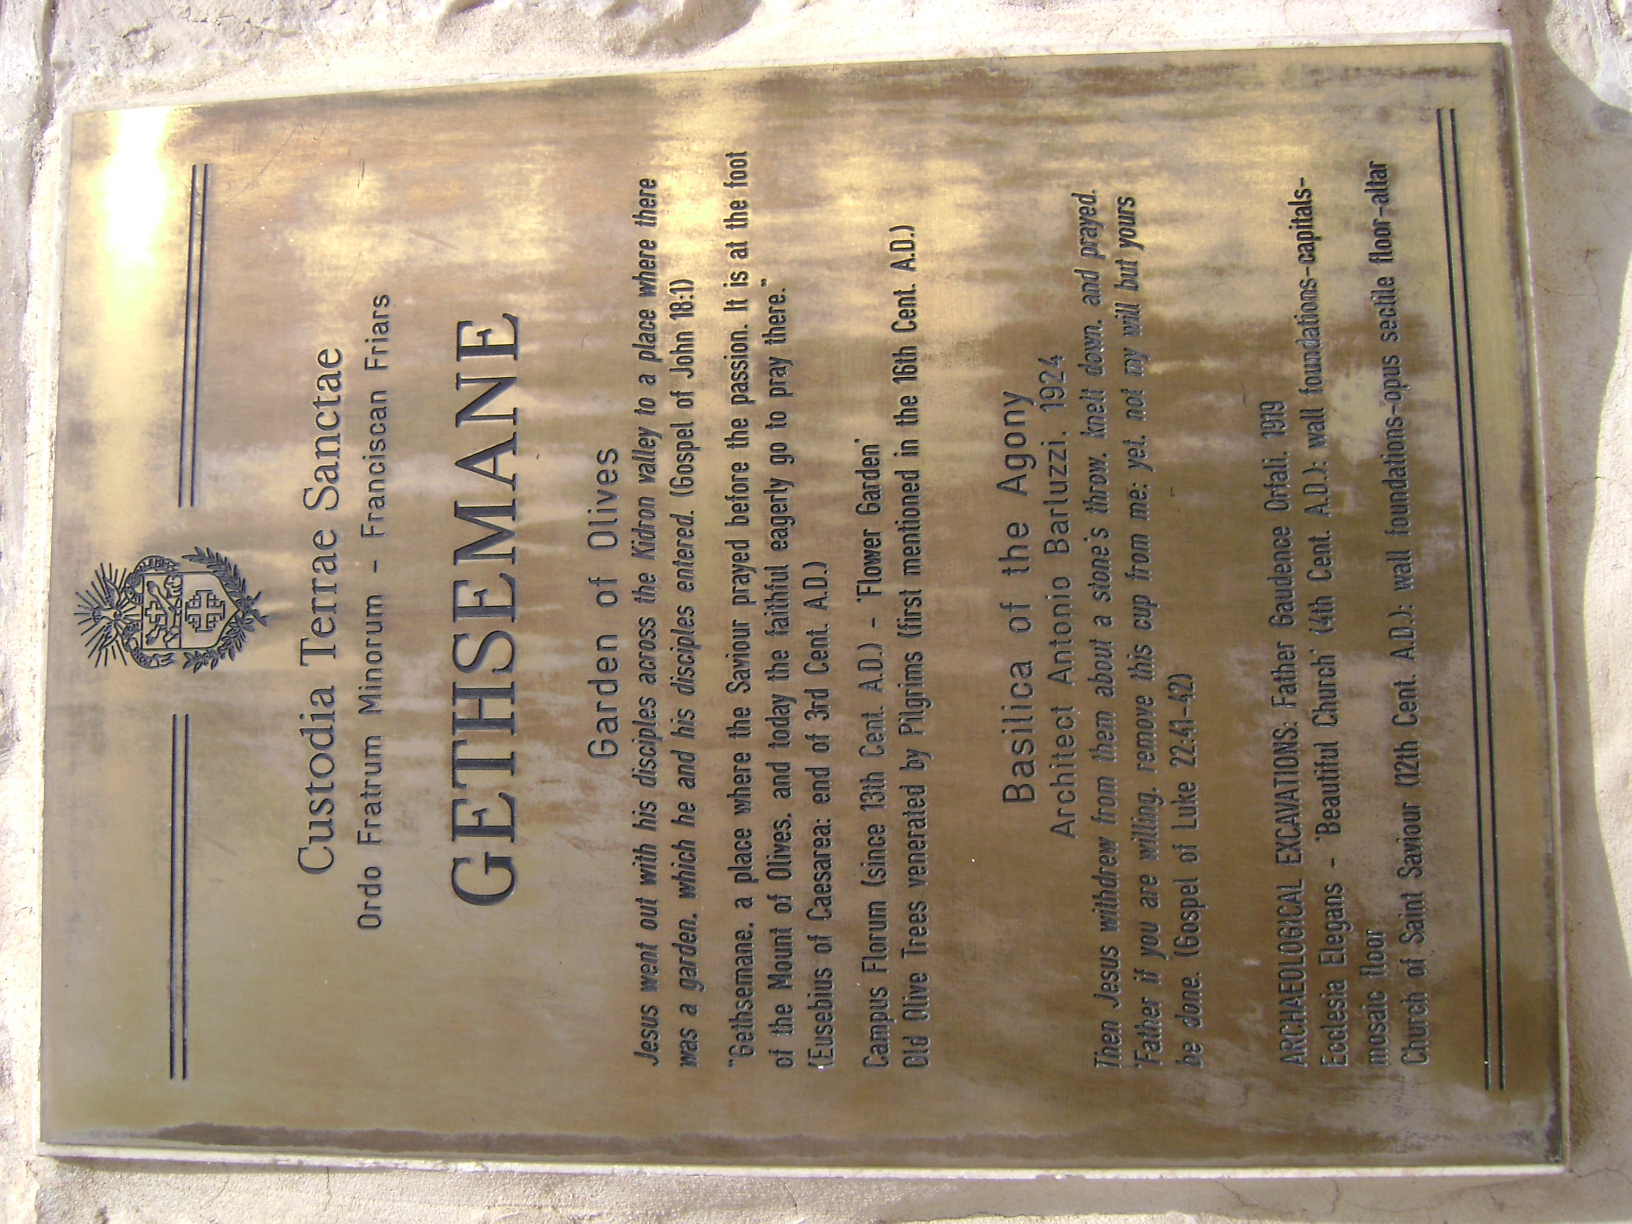 Custodia Terrae Sanctae
Ordo Fratrum Minorum - Franciscan Friars
GETHSEMANE
Garden of Olives
Jesus went out with his disciples across the Kidron valley to a place where there
was a garden, which he and his disciples entered. (Gospel of John 18:1)
"Gethsemane, a place where the Saviour prayed before the passion. It is at the foot
of the Mount of Olives, and today the faithful eagerly go to pray there."
(Eusebius of Caesarea: end of 3rd Cent. A.D.)
Campus Florum (since 13th Cent. A.D.) - 'Flower Garden'
Old Olive Trees venerated by Pilgrims (first mentioned in the 16th Cent. A.D.)
Basilica of the Agony
Architect Antonio Barluzzi, 1924
Then Jesus withdrew from them about a stone's throw, knelt down, and prayed,
'Father if you are willing, remove this cup from me; yet, not my will but yours
be done. (Gospel of Luke 22:41-42)
ARCHAEOLOGICAL EXCAVATIONS: Father Gaudence Orfali, 1919
Ecclesia Elegans - 'Beautiful Church' (4th Cent. A.D.): wall foundations-capitals-
mosaic floor
Church of Saint Saviour (12th Cent. A.D.): wall foundations-opus sectile floor-altar